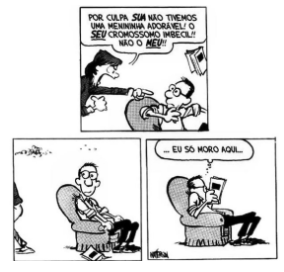 POR CULPA SUA NÃO TIVEMOS
UMA MENININHA ADORÁVEL! O
SEU CROMOSSOMO IMBECIL!!
NÃO O MEU!!
... EU SÓ MORO AQUI...